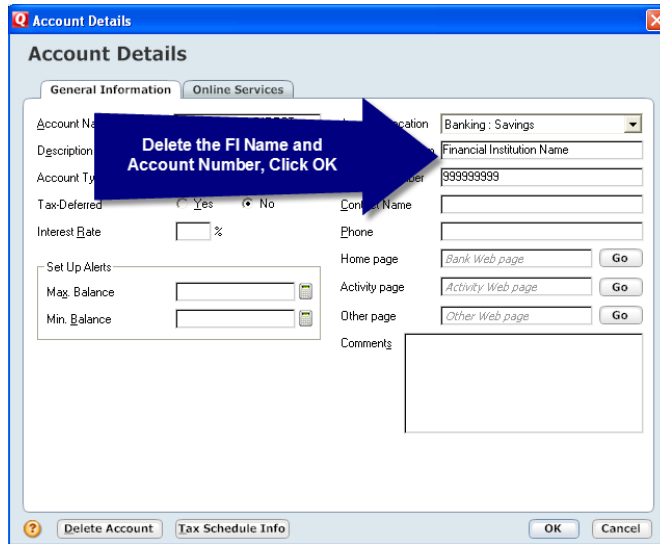 Account Details
Account Details
General Information
Online Services
Account
cation
Banking : Savings
Delete the FI Name and
Account Number, Click OK
Description
Financial Institution Name
Account
999999999
Tax-Deferred
Yes
No
Name
Interest Rate
%
Phone
Home page
Bank Web page
Go
Set Up Alerts
Max. Balance
Activity page
Activity Web page
Go
Min. Balance
Other page
Other Web page
Go
Comments
Delete Account
Tax Schedule Info
OK
Cancel